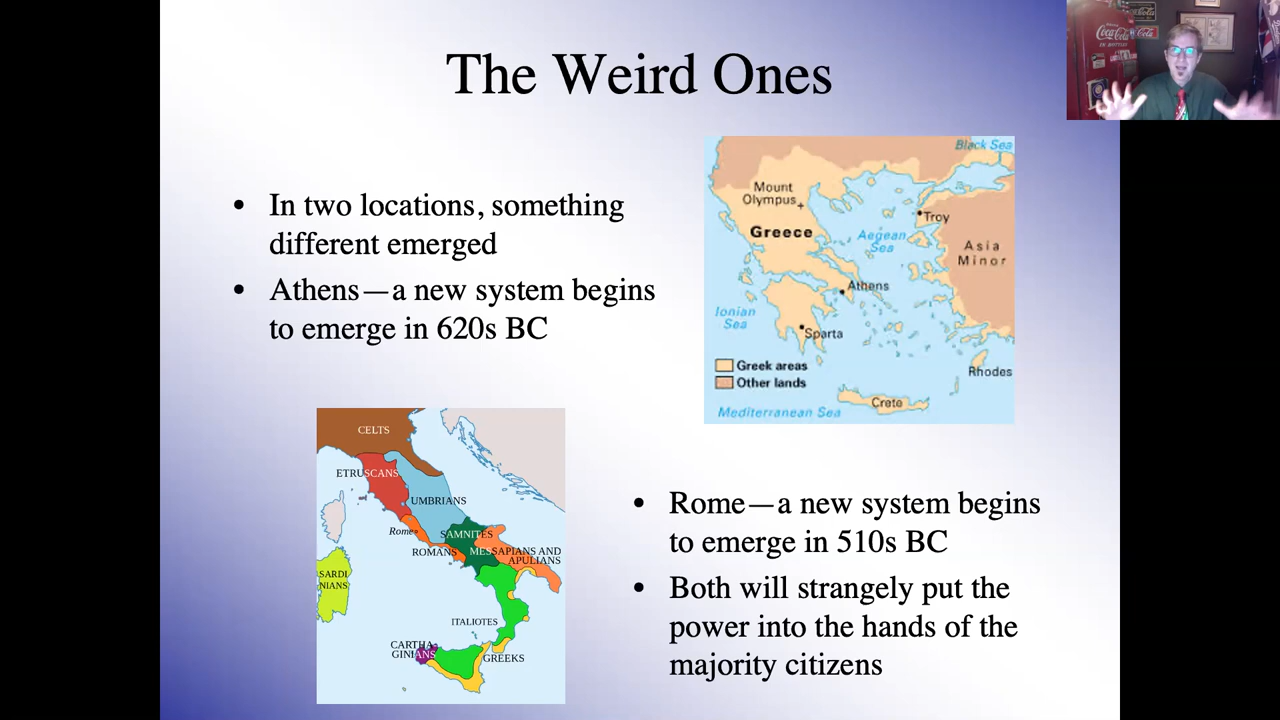 The Weird Ones
• In two locations, something
different emerged
• Athens—a new system begins
to emerge in 620s BC
Black Sea
Mount
Olympus
Troy
Greece
Aegean
Sea
Asia
Minor
Athens
Ionian
Sea
Sparta
Greek areas
Other lands
Rhodes
Crete
Mediterranean Sea
CELTS
ETRUSCANS
UMBRIANS
Rome
SAMNITES
ROMANS
MESSAPIANS AND
APULIANS
SARDI
NIANS
ITALIOTES
CARTHA
GINIANS
GREEKS
• Rome—a new system begins
to emerge in 510s BC
• Both will strangely put the
power into the hands of the
majority citizens
Coca-Cola
Coca-Cola